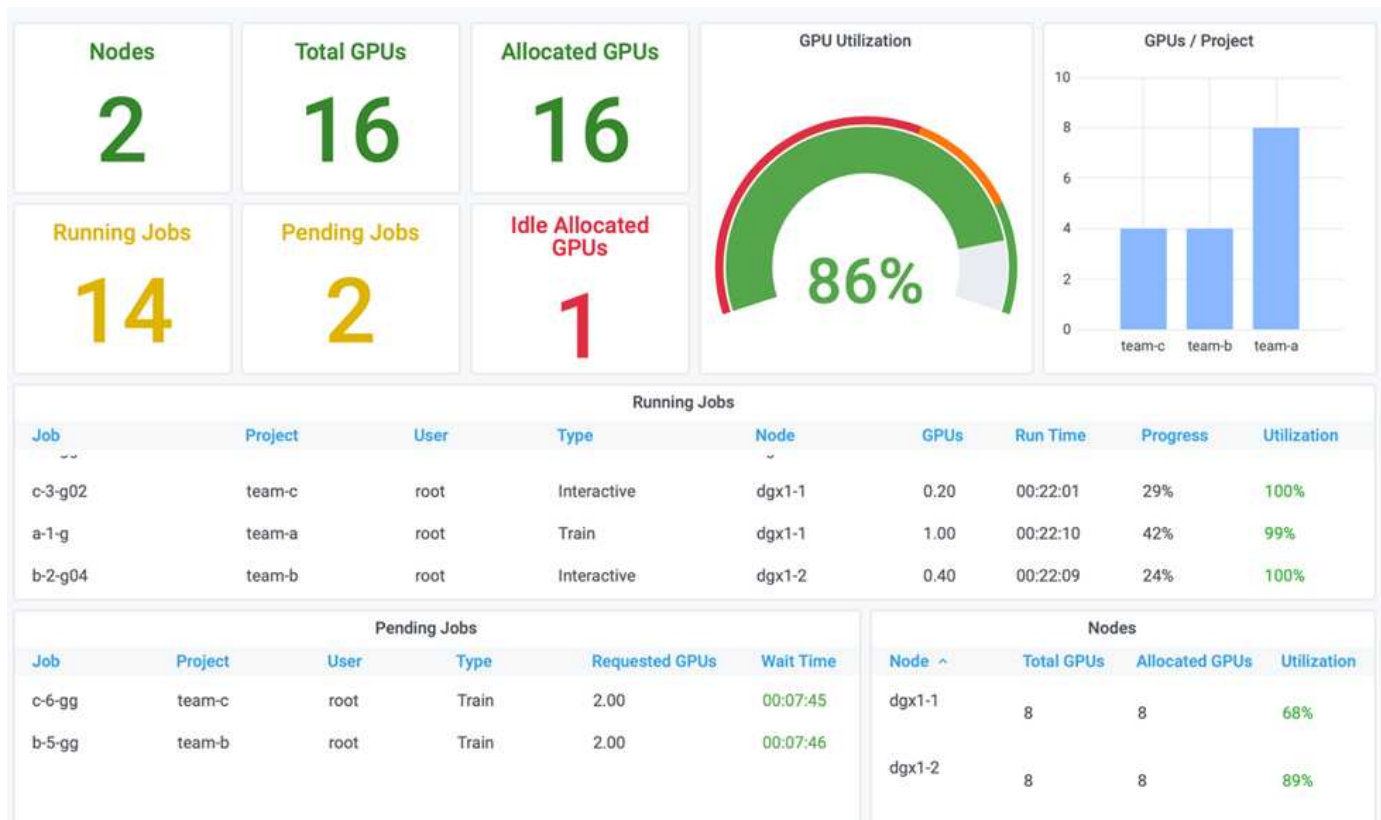 Nodes
2
Total GPUs
16
Allocated GPUs
16
Running Jobs
14
Pending Jobs
2
Idle Allocated
GPUs
1
GPU Utilization
86%
GPUs / Project
10
8
6
4
2
0
team-c team-b team-a
Running Jobs
Job Project User Type Node GPUs Run Time Progress Utilization
c-3-g02 team-c root Interactive dgx1-1 0.20 00:22:01 29% 100%
a-1-g team-a root Train dgx1-1 1.00 00:22:10 42% 99%
b-2-g04 team-b root Interactive dgx1-2 0.40 00:22:09 24% 100%
Pending Jobs
Job Project User Type Requested GPUs Wait Time
c-6-gg team-c root Train 2.00 00:07:45
b-5-gg team-b root Train 2.00 00:07:46
Nodes
Node Total GPUs Allocated GPUs Utilization
dgx1-1 8 8 68%
dgx1-2 8 8 89%